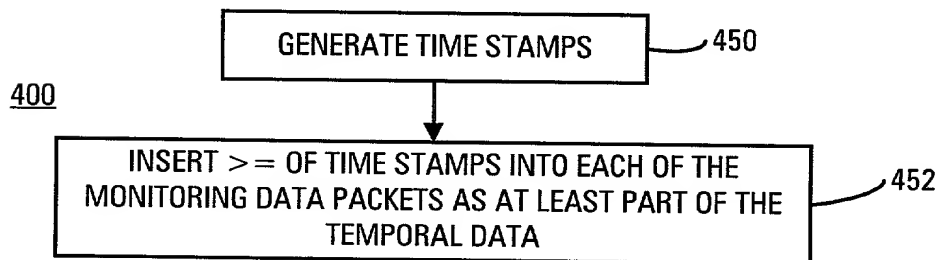 GENERATE TIME STAMPS
450
400
INSERT >= OF TIME STAMPS INTO EACH OF THE
MONITORING DATA PACKETS AS AT LEAST PART OF THE
TEMPORAL DATA
452